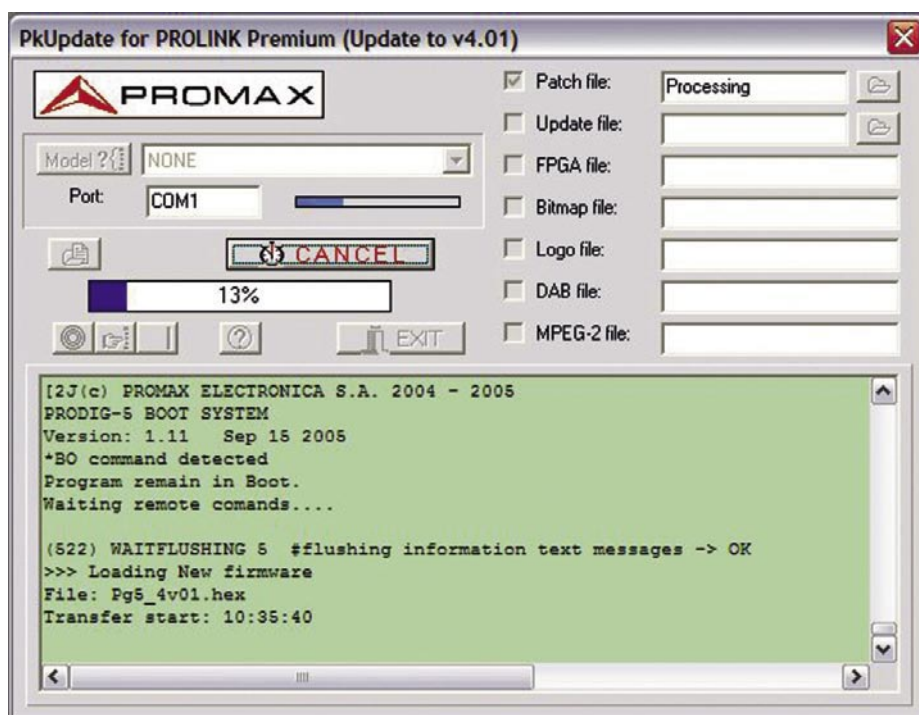 PkUpdate for PROLINK Premium (Update to v4.01)
PROMAX
Patch file: Processing
Update file:
Model ?{ NONE
FPGA file:
Port: COM1
Bitmap file:
Logo file:
CANCEL
DAB file:
13%
MPEG-2 file:
EXIT
[2J(c) PROMAX ELECTRONICA S.A. 2004 - 2005
PRODIG-5 BOOT SYSTEM
Version: 1.11 Sep 15 2005
*BO command detected
Program remain in Boot.
Waiting remote comands....
(522) WAITFLUSHING 5 #flushing information text messages -> OK
>>> Loading New firmware
File: Pg5_4v01.hex
Transfer start: 10:35:40